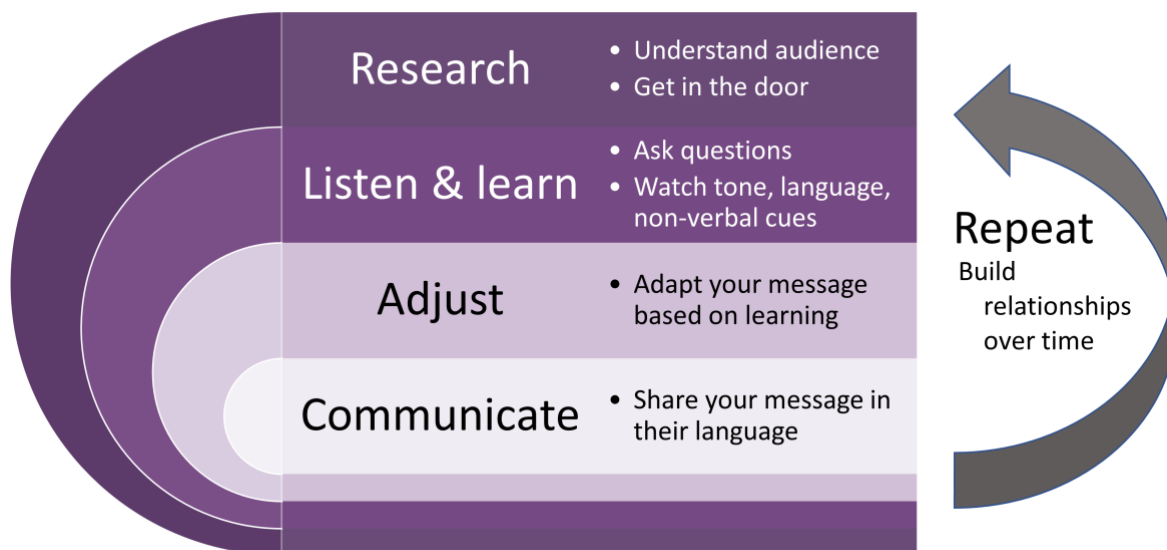 Research
• Understand audience
• Get in the door
Listen & learn
• Ask questions
• Watch tone, language,
non-verbal cues
Adjust
• Adapt your message
based on learning
Communicate
• Share your message in
their language
Repeat
Build
relationships
over time